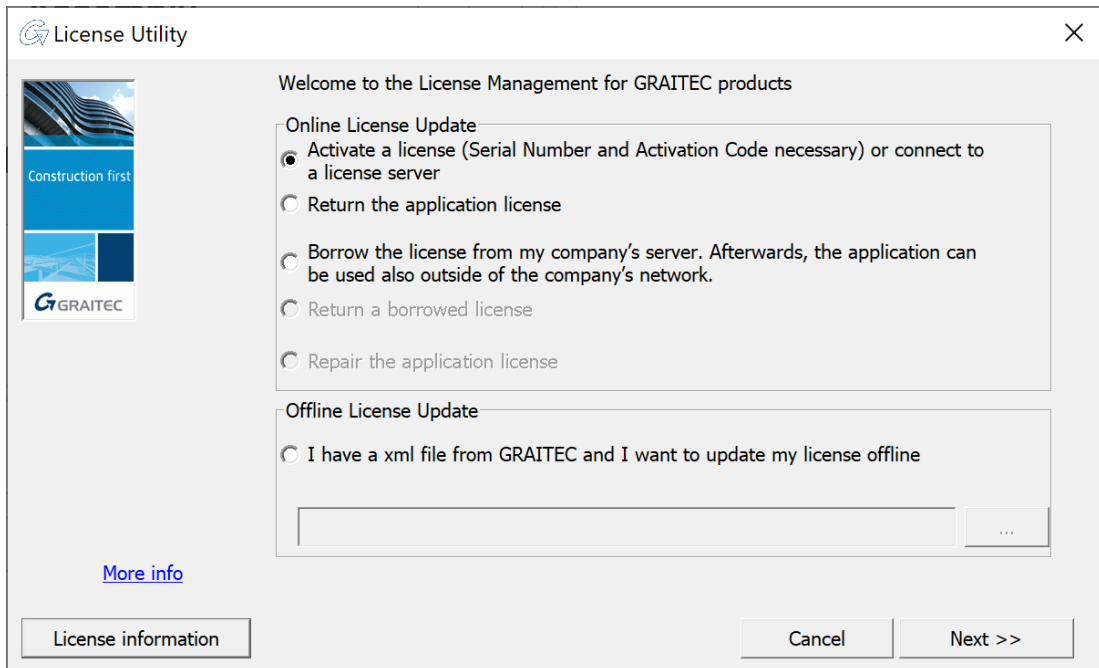 License Utility
Welcome to the License Management for GRAITEC products
Construction first
GRAITEC
Online License Update
Activate a license (Serial Number and Activation Code necessary) or connect to
a license server
Return the application license
Borrow the license from my company's server. Afterwards, the application can
be used also outside of the company's network.
Return a borrowed license
Repair the application license
Offline License Update
I have a xml file from GRAITEC and I want to update my license offline
...
More info
License information
Cancel
Next >>